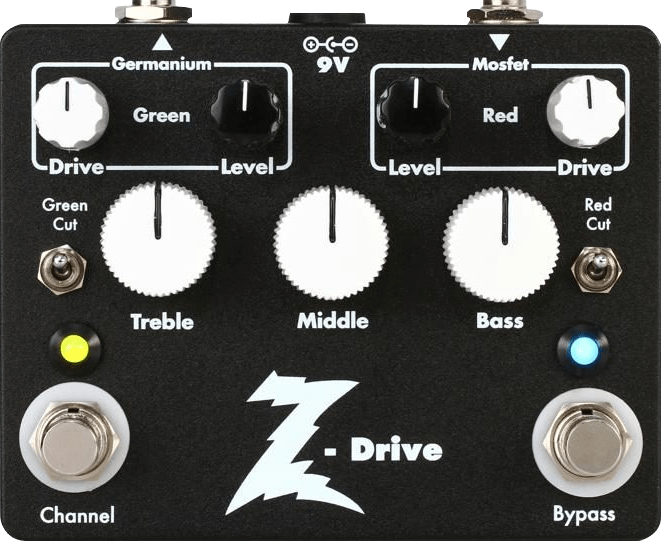 9V
Germanium
Mosfet
Green
Red
Drive
Level
Level
Drive
Green
Cut
Red
Cut
Treble
Middle
Bass
Z - Drive
Channel
Bypass